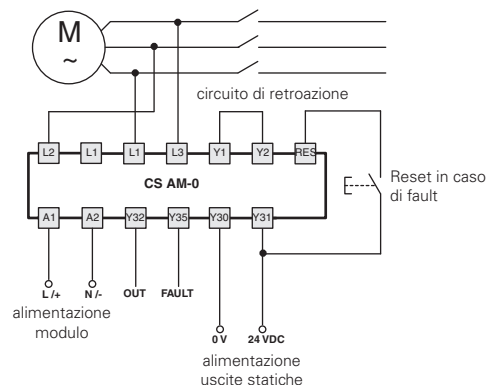 M
~
circuito di retroazione
L2 L1 L1 L3 Y1 Y2 RES
CS AM-0
Reset in caso
di fault
A1 A2 Y32 Y35 Y30 Y31
L /+ N /- OUT FAULT
alimentazione
modulo
0 V 24 VDC
alimentazione
uscite statiche